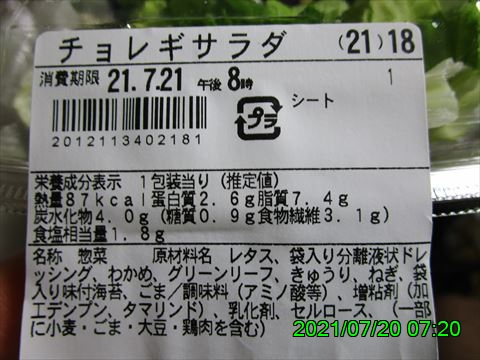 チョレギサラダ (21)18
消費期限 21.7.21 午後8時 1
シート
プラ
2012113402181
栄養成分表示 1包装当り (推定値)
熱量87kcal蛋白質2.6g脂質7.4g
炭水化物4.0g(糖質0.9g食物繊維3.1g)
食塩相当量1.8g
名称 惣菜 原材料名 レタス、袋入り分離液状ドレ
ッシング、わかめ、グリーンリーフ、きゅうり、ねぎ、袋
入り味付海苔、ごま/調味料(アミノ酸等)、増粘剤(加
工デンプン、タマリンド)、乳化剤、セルロース、(一部
に小麦・ごま・大豆・鶏肉を含む)
2021/07/20 07:20